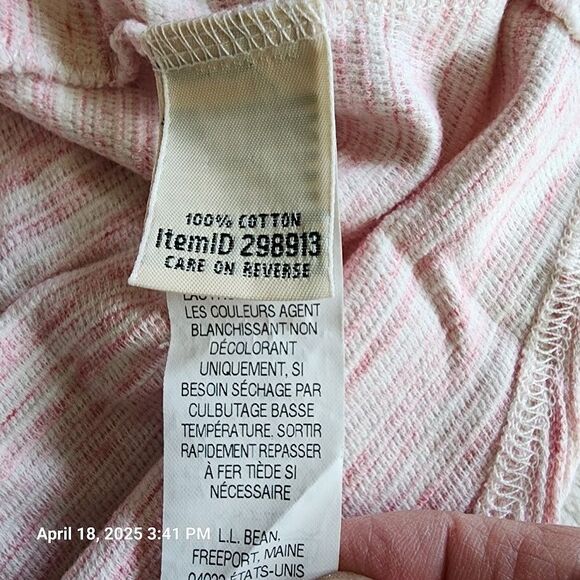 100% COTTON
ItemID 298913
CARE ON REVERSE
LES COULEURS AGENT
BLANCHISSANT NON
DÉCOLORANT
UNIQUEMENT, SI
BESOIN SÉCHAGE PAR
CULBUTAGE BASSE
TEMPÉRATURE. SORTIR
RAPIDEMENT REPASSER
À FER TIÈDE SI
NÉCESSAIRE
April 18, 2025 3:41 PM
L.L. BEAN,
FREEPORT, MAINE
04033 ÉTATS-UNIS